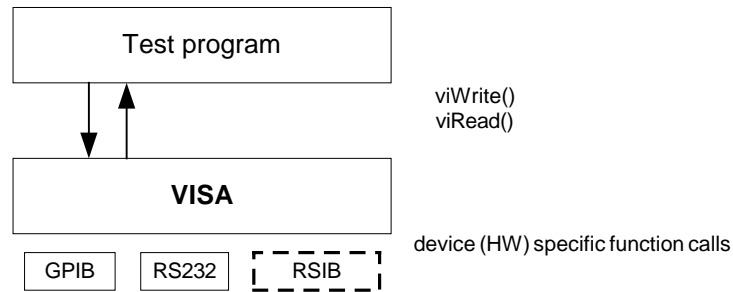 Test program
viWrite()
viRead()
VISA
device (HW) specific function calls
GPIB RS232 RSIB